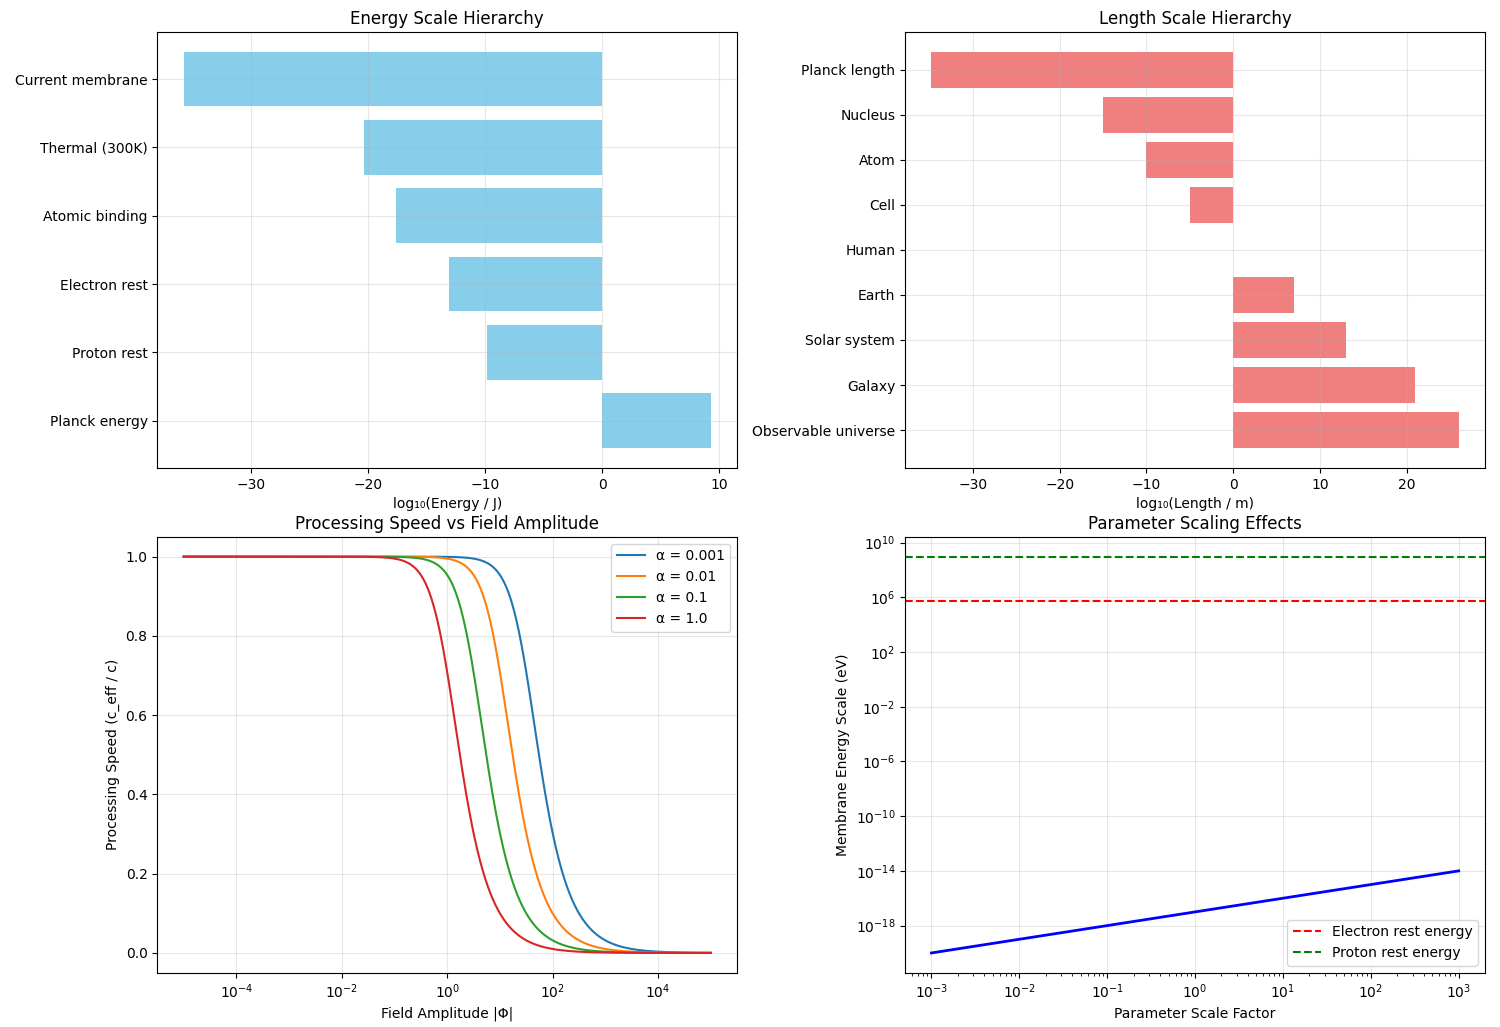 Energy Scale Hierarchy
Current membrane
Thermal (300K)
Atomic binding
Electron rest
Proton rest
Planck energy
−30 −20 −10 0 10
log₁₀(Energy / J)
Length Scale Hierarchy
Planck length
Nucleus
Atom
Cell
Human
Earth
Solar system
Galaxy
Observable universe
−30 −20 −10 0 10 20
log₁₀(Length / m)
Processing Speed vs Field Amplitude
Processing Speed (c_eff / c)
1.0
0.8
0.6
0.4
0.2
0.0
α = 0.001
α = 0.01
α = 0.1
α = 1.0
10⁻⁴ 10⁻² 10⁰ 10² 10⁴
Field Amplitude |Φ|
Parameter Scaling Effects
Membrane Energy Scale (eV)
10¹⁰
10⁶
10²
10⁻²
10⁻⁶
10⁻¹⁰
10⁻¹⁴
10⁻¹⁸
Electron rest energy
Proton rest energy
10⁻³ 10⁻² 10⁻¹ 10⁰ 10¹ 10² 10³
Parameter Scale Factor